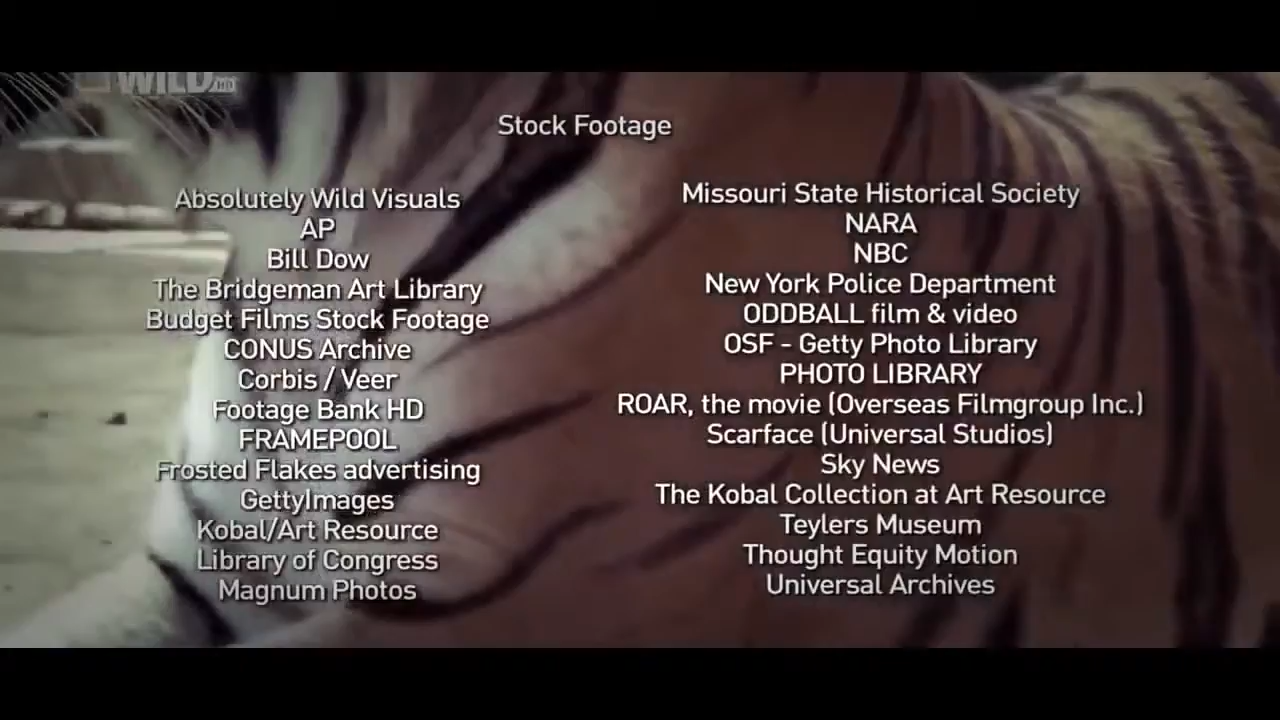 WILD HD
Stock Footage
Absolutely Wild Visuals
AP
Bill Dow
The Bridgeman Art Library
Budget Films Stock Footage
CONUS Archive
Corbis / Veer
Footage Bank HD
FRAMEPOOL
Frosted Flakes advertising
GettyImages
Kobal/Art Resource
Library of Congress
Magnum Photos
Missouri State Historical Society
NARA
NBC
New York Police Department
ODDBALL film & video
OSF - Getty Photo Library
PHOTO LIBRARY
ROAR, the movie (Overseas Filmgroup Inc.)
Scarface (Universal Studios)
Sky News
The Kobal Collection at Art Resource
Teylers Museum
Thought Equity Motion
Universal Archives